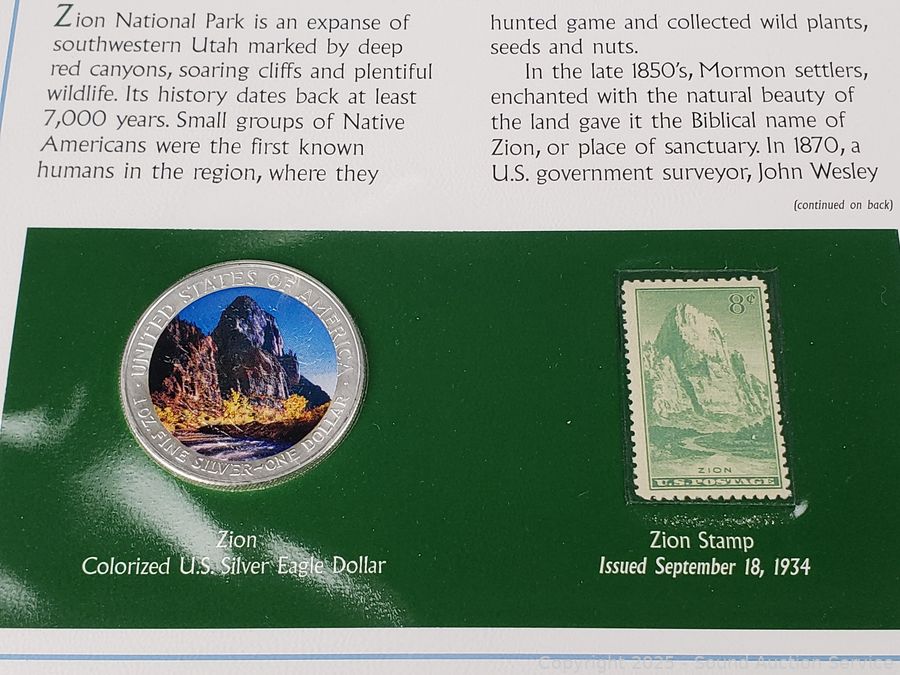 Zion National Park is an expanse of
southwestern Utah marked by deep
red canyons, soaring cliffs and plentiful
wildlife. Its history dates back at least
7,000 years. Small groups of Native
Americans were the first known
humans in the region, where they
hunted game and collected wild plants,
seeds and nuts.
In the late 1850's, Mormon settlers,
enchanted with the natural beauty of
the land gave it the Biblical name of
Zion, or place of sanctuary. In 1870, a
U.S. government surveyor, John Wesley
(continued on back)
UNITED STATES OF AMERICA
1 OZ. FINE SILVER~ONE DOLLAR
8¢
ZION
U.S. POSTAGE
Zion
Colorized U.S. Silver Eagle Dollar
Zion Stamp
Issued September 18, 1934
Copyright 2025 - Sound Auction Service